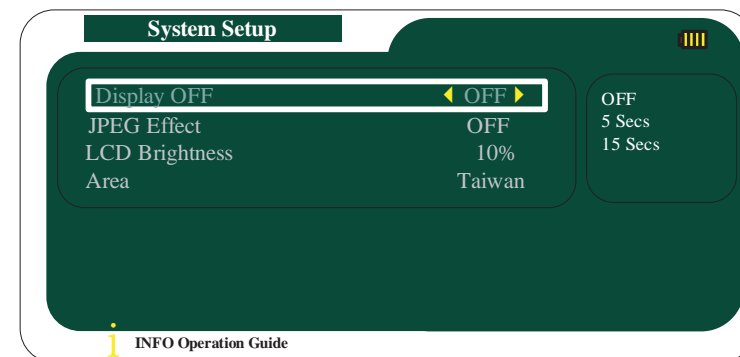 System Setup
Display OFF OFF
JPEG Effect OFF
LCD Brightness 10%
Area Taiwan
OFF
5 Secs
15 Secs
i INFO Operation Guide